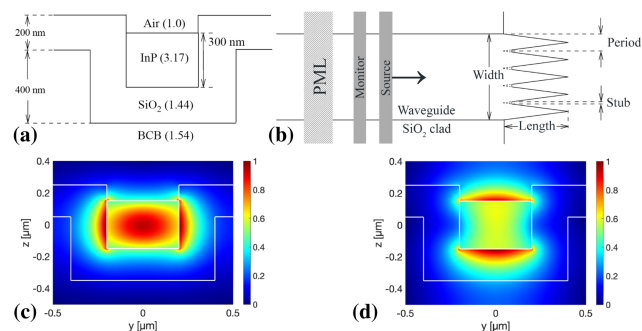 200 nm
Air (1.0)
300 nm
InP (3.17)
400 nm
SiO2 (1.44)
(a)
BCB (1.54)
PML
Monitor
Source
Width
Period
Stub
Waveguide
SiO2 clad
Length
(b)
0.4
0.2
0
-0.2
-0.4
z [μm]
-0.5
0
0.5
y [μm]
(c)
1
0.8
0.6
0.4
0.2
0
0.4
0.2
0
-0.2
-0.4
z [μm]
-0.5
0
0.5
y [μm]
(d)
1
0.8
0.6
0.4
0.2
0